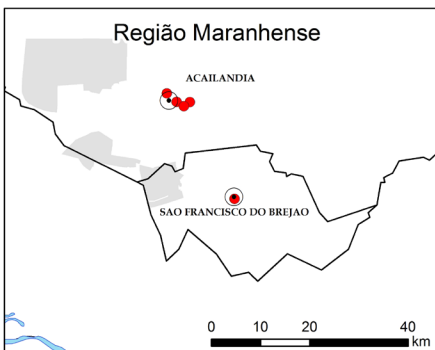 Região Maranhense
ACAILANDIA
SAO FRANCISCO DO BREJAO
0 10 20 40
km